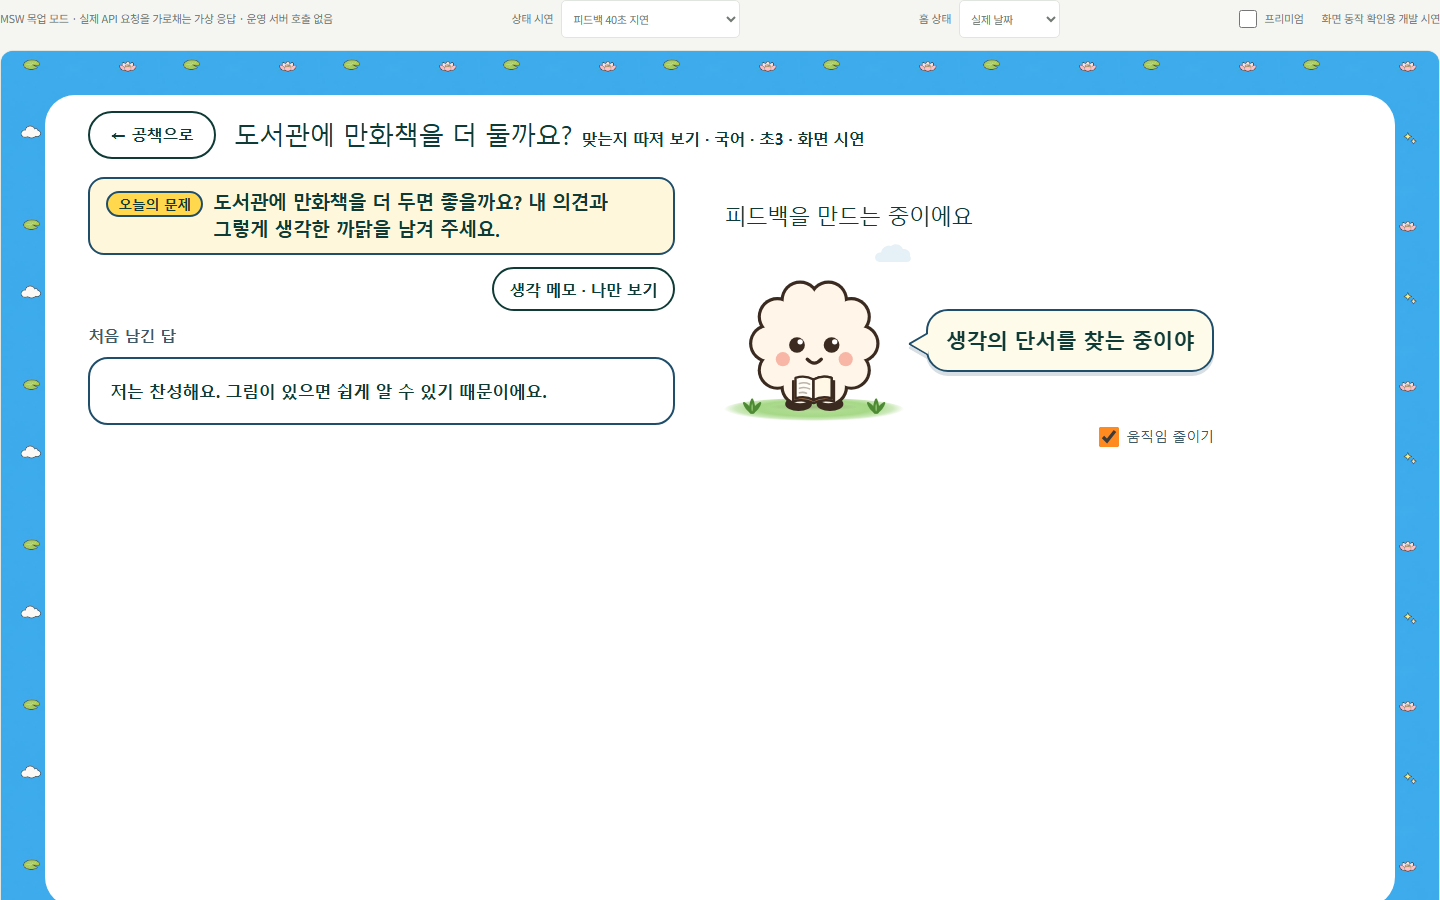 MSW 목업 모드 · 실제 API 요청을 가로채는 가상 응답 · 운영 서버 호출 없음
상태 시연
피드백 40초 지연
홈 상태
실제 날짜
프리미엄
화면 동작 확인용 개발 시연
← 공책으로
도서관에 만화책을 더 둘까요? 맞는지 따져 보기 · 국어 · 초3 · 화면 시연
오늘의 문제
도서관에 만화책을 더 두면 좋을까요? 내 의견과
그렇게 생각한 까닭을 남겨 주세요.
생각 메모 · 나만 보기
처음 남긴 답
저는 찬성해요. 그림이 있으면 쉽게 알 수 있기 때문이에요.
피드백을 만드는 중이에요
생각의 단서를 찾는 중이야
움직임 줄이기